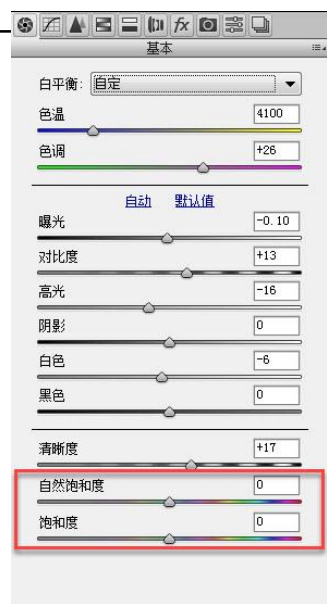 fx
基本
白平衡: 自定
色温 4100
色调 +26
自动 默认值
曝光 -0.10
对比度 +13
高光 -16
阴影 0
白色 -6
黑色 0
清晰度 +17
自然饱和度 0
饱和度 0